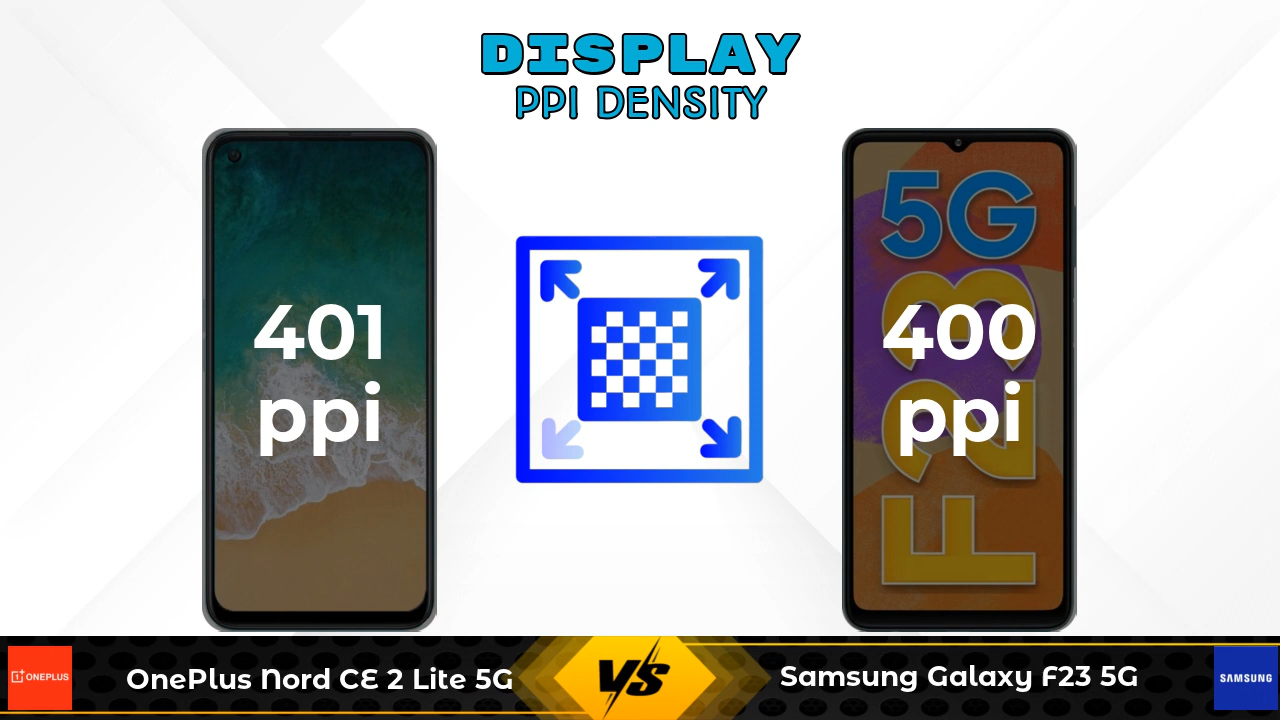 DISPLAY
PPI DENSITY
401
ppi
5G
F23
400
ppi
ONEPLUS
OnePlus Nord CE 2 Lite 5G
VS
Samsung Galaxy F23 5G
SAMSUNG